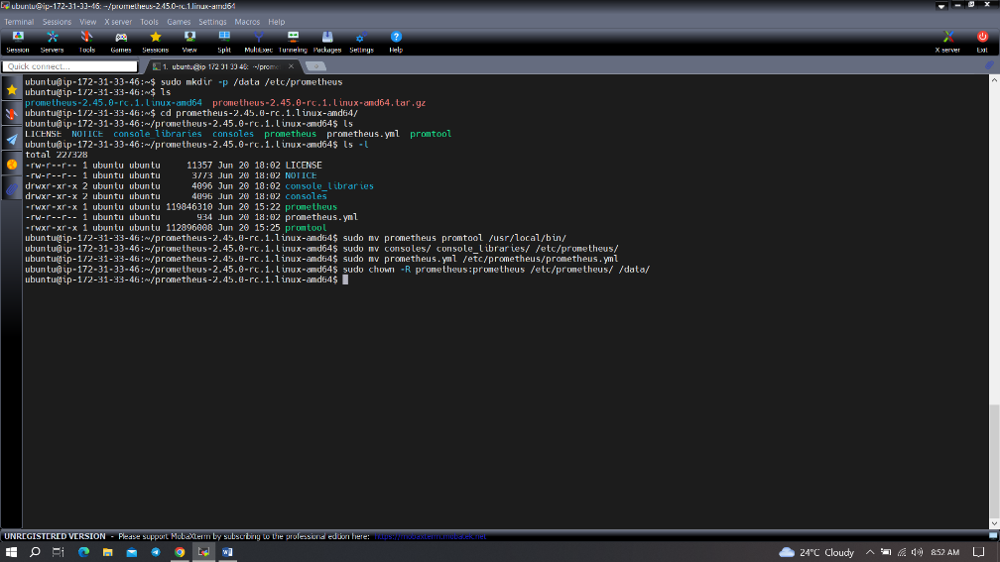 ubuntu@ip-172-31-33-46: ~/prometheus-2.45.0-rc.1.linux-amd64
Terminal Sessions View X server Tools Games Settings Macros Help
Session Servers Tools Games Sessions View Split MultiExec Tunneling Packages Settings Help X server Exit
Quick connect... 1. ubuntu@ip-172-31-33-46: ~/prome
ubuntu@ip-172-31-33-46:~$ sudo mkdir -p /data /etc/prometheus
ubuntu@ip-172-31-33-46:~$ ls
prometheus-2.45.0-rc.1.linux-amd64 prometheus-2.45.0-rc.1.linux-amd64.tar.gz
ubuntu@ip-172-31-33-46:~$ cd prometheus-2.45.0-rc.1.linux-amd64/
ubuntu@ip-172-31-33-46:~/prometheus-2.45.0-rc.1.linux-amd64$ ls
LICENSE NOTICE console_libraries consoles prometheus prometheus.yml promtool
ubuntu@ip-172-31-33-46:~/prometheus-2.45.0-rc.1.linux-amd64$ ls -l
total 227328
-rw-r--r-- 1 ubuntu ubuntu 11357 Jun 20 18:02 LICENSE
-rw-r--r-- 1 ubuntu ubuntu 3773 Jun 20 18:02 NOTICE
drwxr-xr-x 2 ubuntu ubuntu 4096 Jun 20 18:02 console_libraries
drwxr-xr-x 2 ubuntu ubuntu 4096 Jun 20 18:02 consoles
-rwxr-xr-x 1 ubuntu ubuntu 119846310 Jun 20 15:22 prometheus
-rw-r--r-- 1 ubuntu ubuntu 934 Jun 20 18:02 prometheus.yml
-rwxr-xr-x 1 ubuntu ubuntu 112896008 Jun 20 15:25 promtool
ubuntu@ip-172-31-33-46:~/prometheus-2.45.0-rc.1.linux-amd64$ sudo mv prometheus promtool /usr/local/bin/
ubuntu@ip-172-31-33-46:~/prometheus-2.45.0-rc.1.linux-amd64$ sudo mv consoles/ console_libraries/ /etc/prometheus/
ubuntu@ip-172-31-33-46:~/prometheus-2.45.0-rc.1.linux-amd64$ sudo mv prometheus.yml /etc/prometheus/prometheus.yml
ubuntu@ip-172-31-33-46:~/prometheus-2.45.0-rc.1.linux-amd64$ sudo chown -R prometheus:prometheus /etc/prometheus/ /data/
ubuntu@ip-172-31-33-46:~/prometheus-2.45.0-rc.1.linux-amd64$
UNREGISTERED VERSION - Please support MobaXterm by subscribing to the professional edition here: https://mobaxterm.mobatek.net
24°C Cloudy 8:52 AM